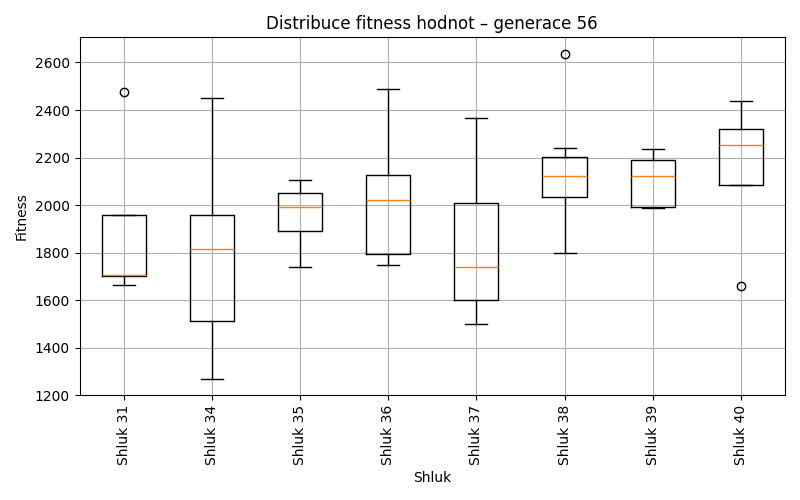 Distribuce fitness hodnot – generace 56
Fitness
2600
2400
2200
2000
1800
1600
1400
1200
Shluk 31
Shluk 34
Shluk 35
Shluk 36
Shluk 37
Shluk 38
Shluk 39
Shluk 40
Shluk